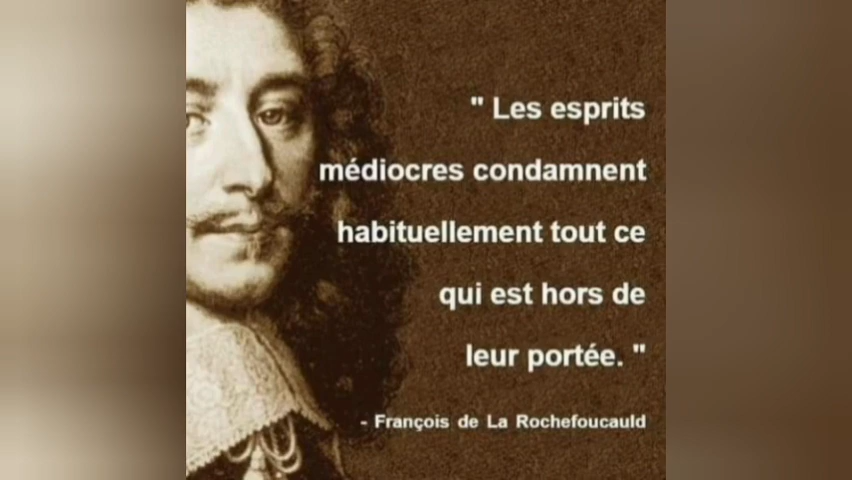 " Les esprits
médiocres condamnent
habituellement tout ce
qui est hors de
leur portée. "
- François de La Rochefoucauld